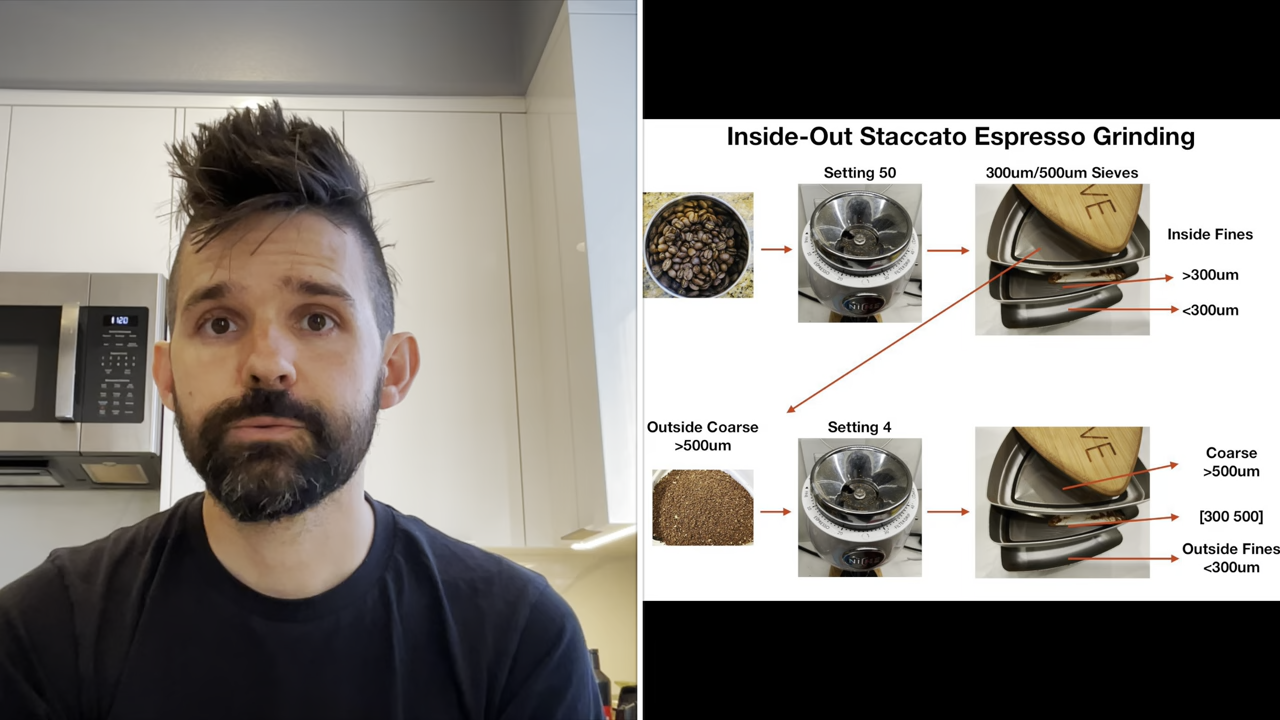 1120
Inside-Out Staccato Espresso Grinding
Setting 50
300um/500um Sieves
Inside Fines
>300um
<300um
Outside Coarse
>500um
Setting 4
Coarse
>500um
[300 500]
Outside Fines
<300um